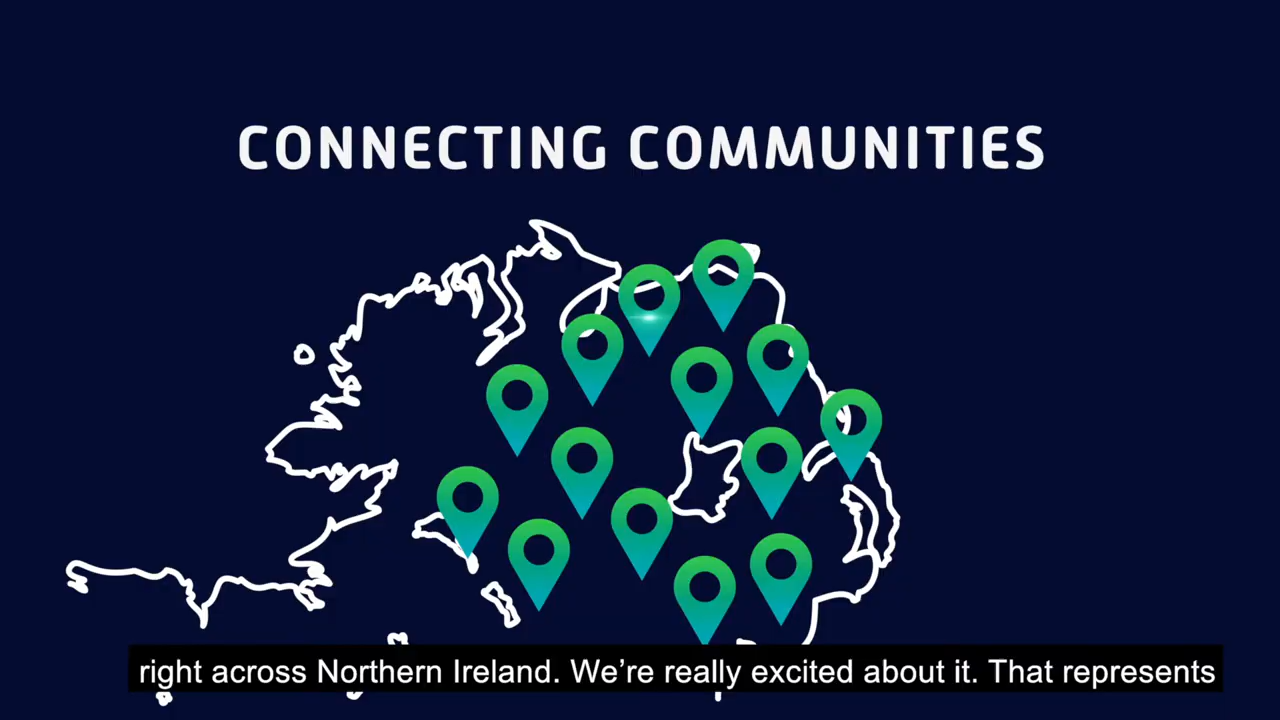 CONNECTING COMMUNITIES
right across Northern Ireland. We’re really excited about it. That represents